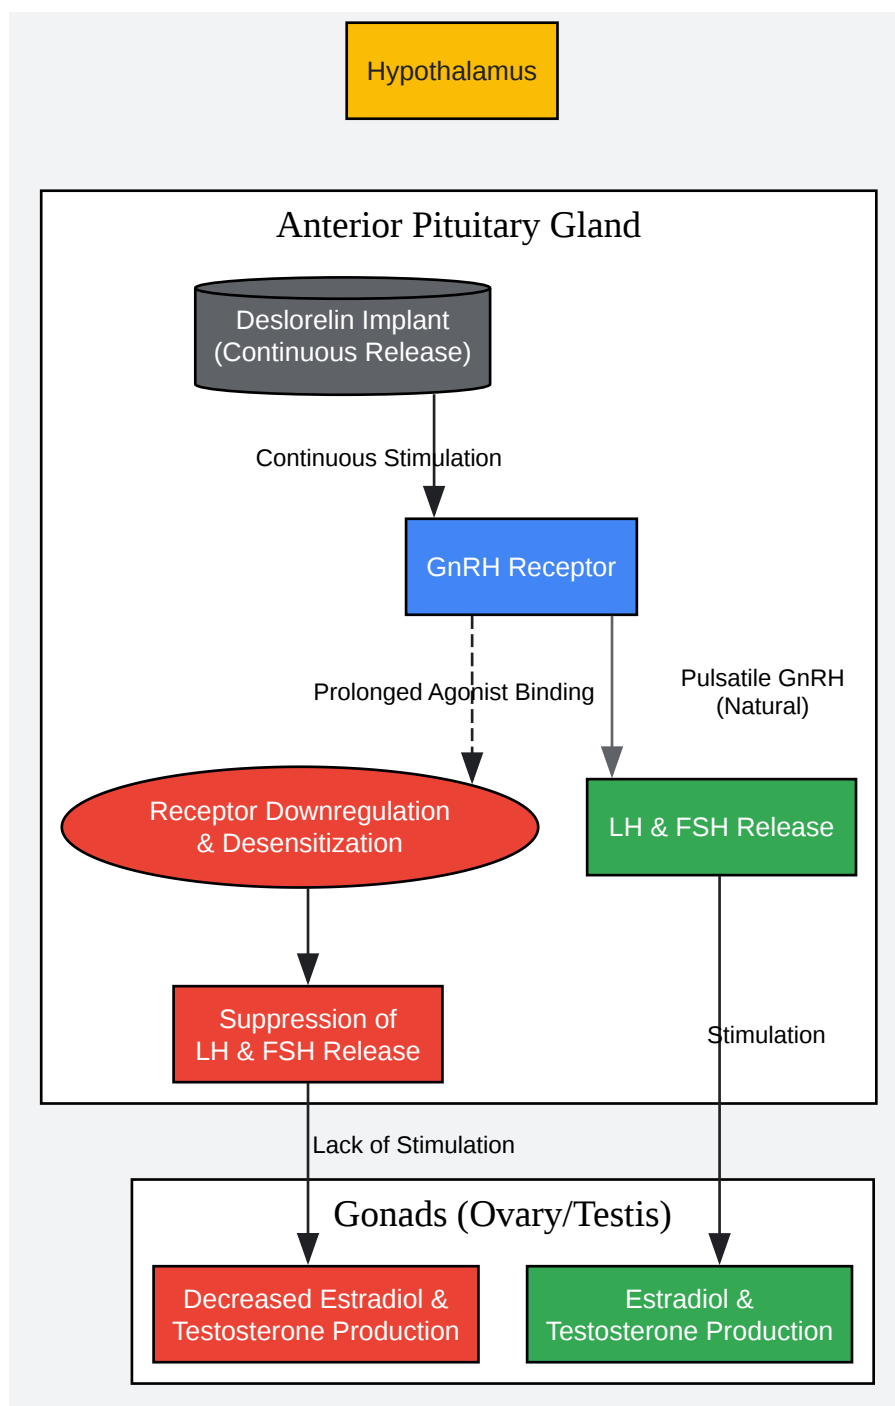 Hypothalamus
Anterior Pituitary Gland
Deslorelin Implant
(Continuous Release)
Continuous Stimulation
GnRH Receptor
Prolonged Agonist Binding
Pulsatile GnRH
(Natural)
Receptor Downregulation
& Desensitization
LH & FSH Release
Suppression of
LH & FSH Release
Stimulation
Lack of Stimulation
Gonads (Ovary/Testis)
Decreased Estradiol &
Testosterone Production
Estradiol &
Testosterone Production